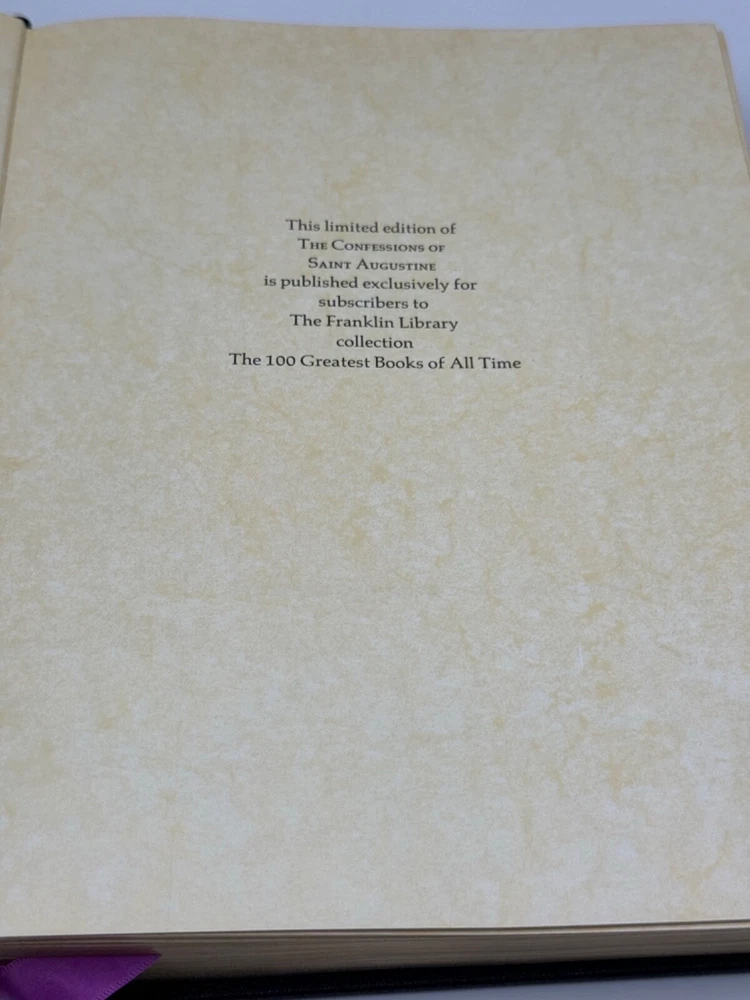 This limited edition of
THE CONFESSIONS OF
SAINT AUGUSTINE
is published exclusively for
subscribers to
The Franklin Library
collection
The 100 Greatest Books of All Time